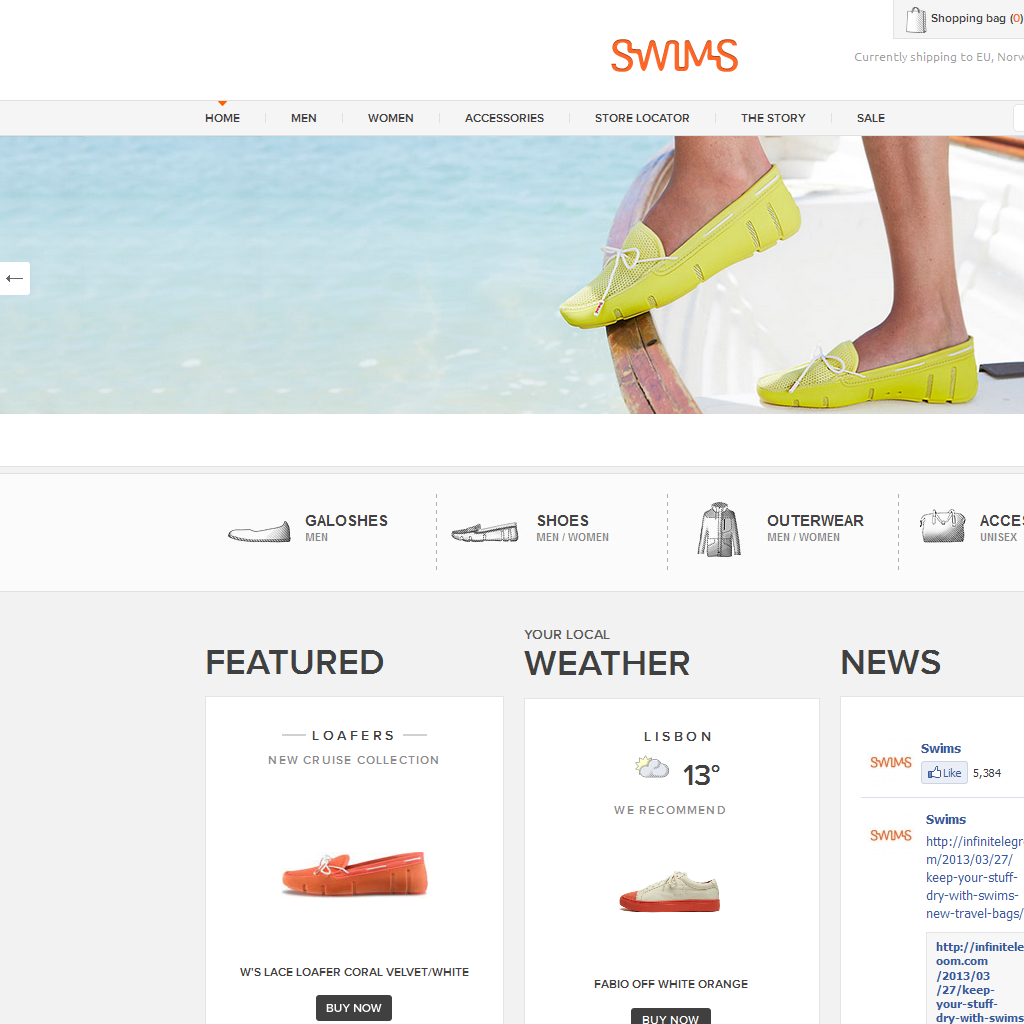 Shopping bag (0)
SWIMS
Currently shipping to EU,
HOME
MEN
WOMEN
ACCESSORIES
STORE LOCATOR
THE STORY
SALE
GALOSHES
MEN
SHOES
MEN / WOMEN
OUTERWEAR
MEN / WOMEN
UNISEX
FEATURED
LOAFERS
NEW CRUISE COLLECTION
W'S LACE LOAFER CORAL VELVET/WHITE
BUY NOW
YOUR LOCAL
WEATHER
LISBON
13°
WE RECOMMEND
FABIO OFF WHITE ORANGE
BUY NOW
NEWS
SWIMS
Swims
Like 5,384
SWIMS
Swims
http://infinitelegr
m/2013/03/27/
keep-your-stuff-
dry-with-swims-
new-travel-bags/
http://infinitele
oom.com
/2013/03
/27/keep-
your-stuff-
dry-with-swims